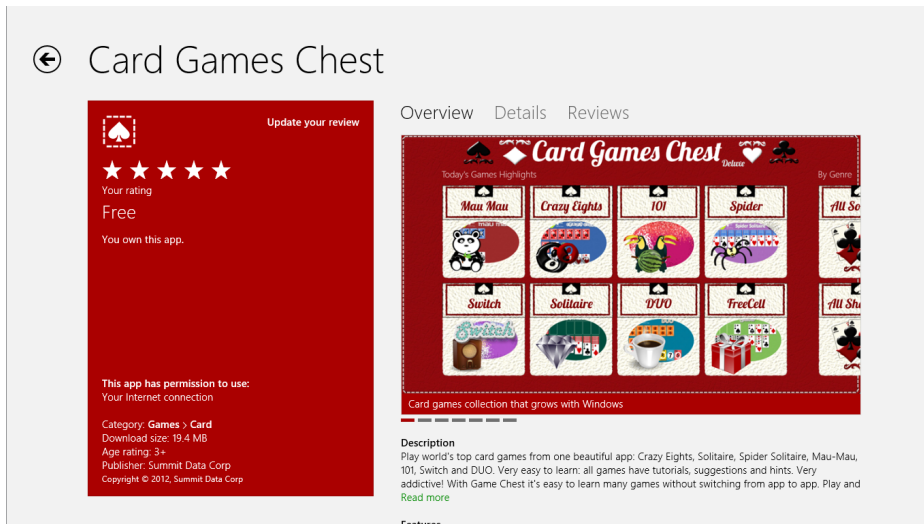 Card Games Chest
Update your review
Your rating
Free
You own this app.
This app has permission to use:
Your Internet connection
Category: Games > Card
Download size: 19.4 MB
Age rating: 3+
Publisher: Summit Data Corp
Copyright © 2012, Summit Data Corp
Overview Details Reviews
Card Games Chest
Deluxe
Today's Games Highlights
By Genre
Mau Mau Crazy Eights 101 Spider All So
Switch Solitaire DUO FreeCell All Sh
Switch
Card games collection that grows with Windows
Description
Play world's top card games from one beautiful app: Crazy Eights, Solitaire, Spider Solitaire, Mau-Mau,
101, Switch and DUO. Very easy to learn: all games have tutorials, suggestions and hints. Very
addictive! With Game Chest it's easy to learn many games without switching from app to app. Play and
Read more
Features